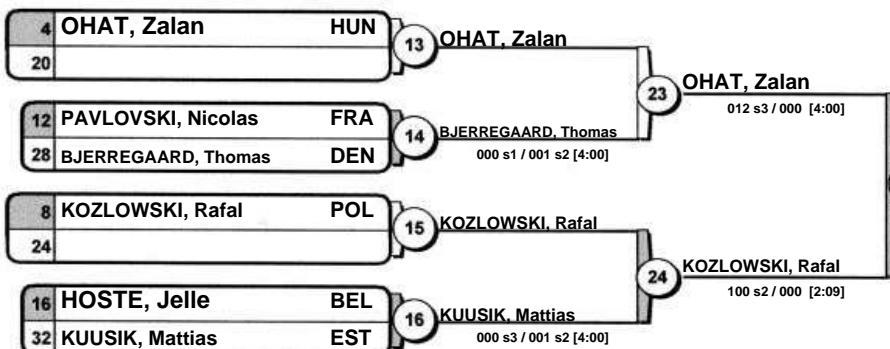 4 OHAT, Zalan HUN
20
13
OHAT, Zalan
12 PAVLOVSKI, Nicolas FRA
28 BJERREGAARD, Thomas DEN
14
BJERREGAARD, Thomas
000 s1 / 001 s2 [4:00]
23
OHAT, Zalan
012 s3 / 000 [4:00]
8 KOZLOWSKI, Rafal POL
24
15
KOZLOWSKI, Rafal
16 HOSTE, Jelle BEL
32 KUUSIK, Mattias EST
16
KUUSIK, Mattias
000 s3 / 001 s2 [4:00]
24
KOZLOWSKI, Rafal
100 s2 / 000 [2:09]